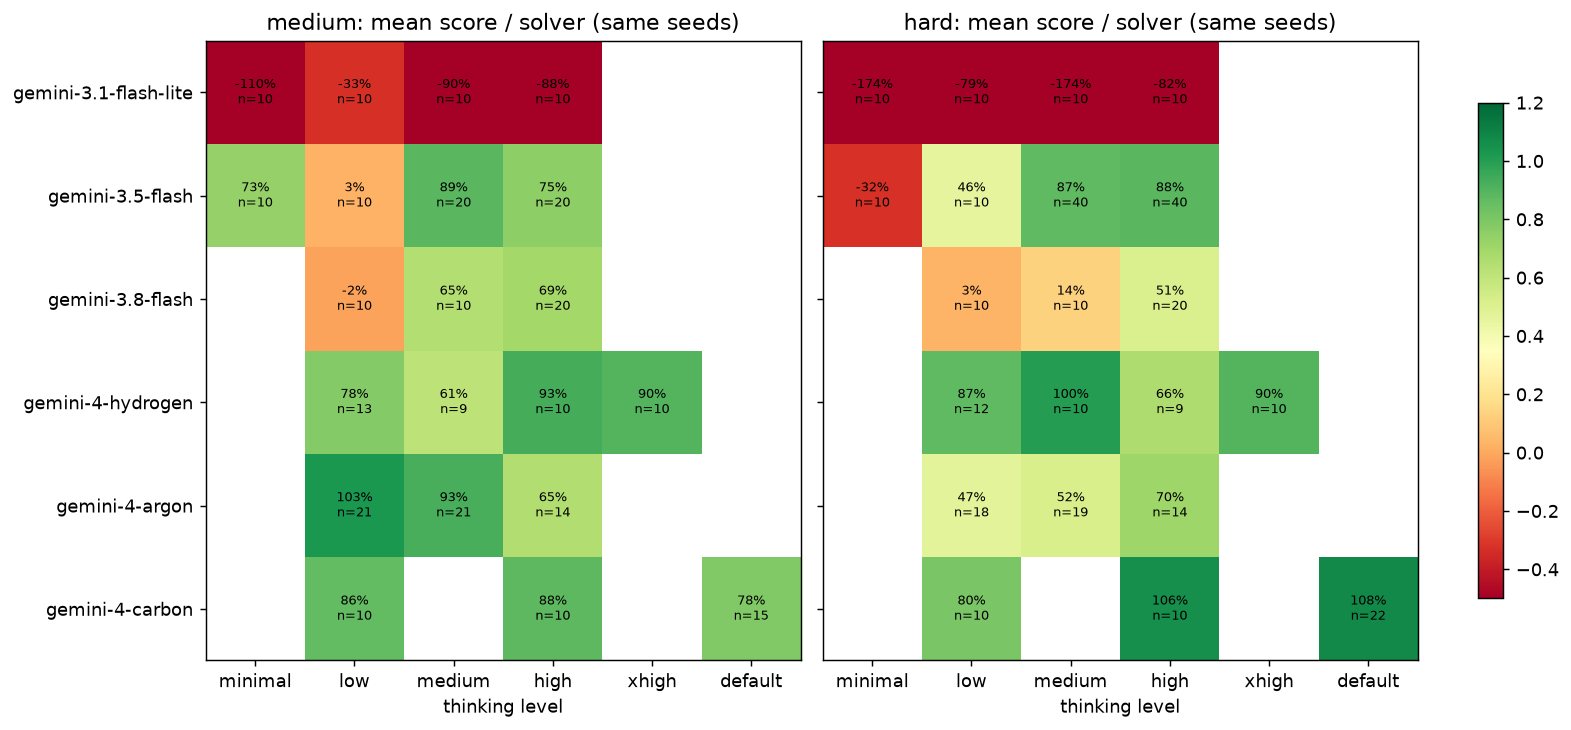 medium: mean score / solver (same seeds)
hard: mean score / solver (same seeds)
gemini-3.1-flash-lite
-110%
n=10
-33%
n=10
-90%
n=10
-88%
n=10
-174%
n=10
-79%
n=10
-174%
n=10
-82%
n=10
gemini-3.5-flash
73%
n=10
3%
n=10
89%
n=20
75%
n=20
-32%
n=10
46%
n=10
87%
n=40
88%
n=40
gemini-3.8-flash
-2%
n=10
65%
n=10
69%
n=20
3%
n=10
14%
n=10
51%
n=20
gemini-4-hydrogen
78%
n=13
61%
n=9
93%
n=10
90%
n=10
87%
n=12
100%
n=10
66%
n=9
90%
n=10
gemini-4-argon
103%
n=21
93%
n=21
65%
n=14
47%
n=18
52%
n=19
70%
n=14
gemini-4-carbon
86%
n=10
88%
n=10
78%
n=15
80%
n=10
106%
n=10
108%
n=22
minimal
low
medium
high
xhigh
default
thinking level
minimal
low
medium
high
xhigh
default
thinking level
1.2
1.0
0.8
0.6
0.4
0.2
0.0
−0.2
−0.4